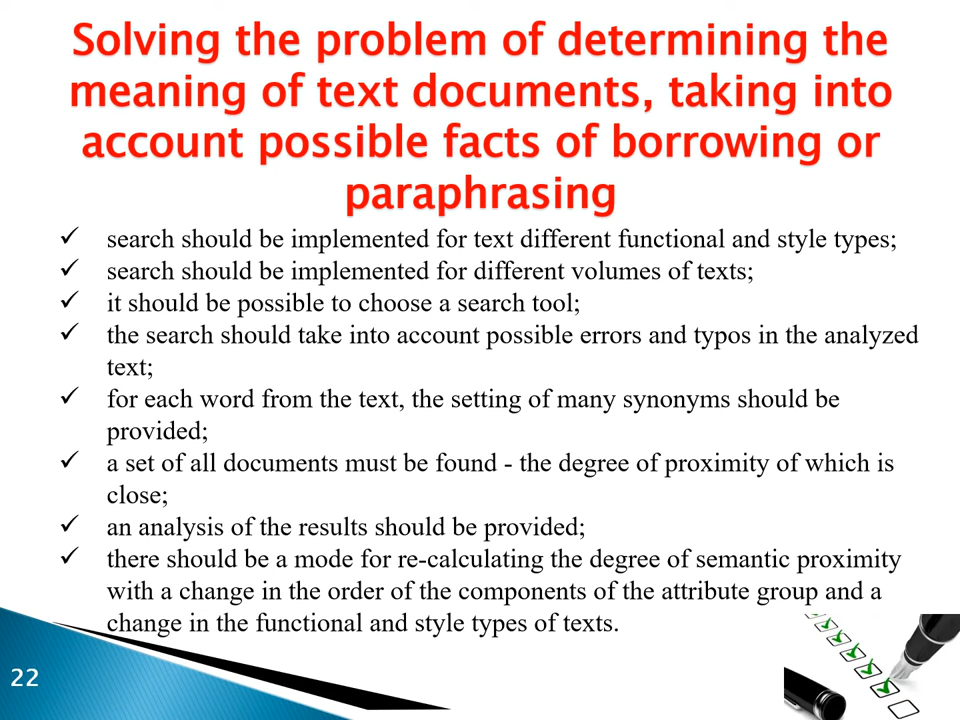 Solving the problem of determining the
meaning of text documents, taking into
account possible facts of borrowing or
paraphrasing
✓ search should be implemented for text different functional and style types;
✓ search should be implemented for different volumes of texts;
✓ it should be possible to choose a search tool;
✓ the search should take into account possible errors and typos in the analyzed
text;
✓ for each word from the text, the setting of many synonyms should be
provided;
✓ a set of all documents must be found - the degree of proximity of which is
close;
✓ an analysis of the results should be provided;
✓ there should be a mode for re-calculating the degree of semantic proximity
with a change in the order of the components of the attribute group and a
change in the functional and style types of texts.
22